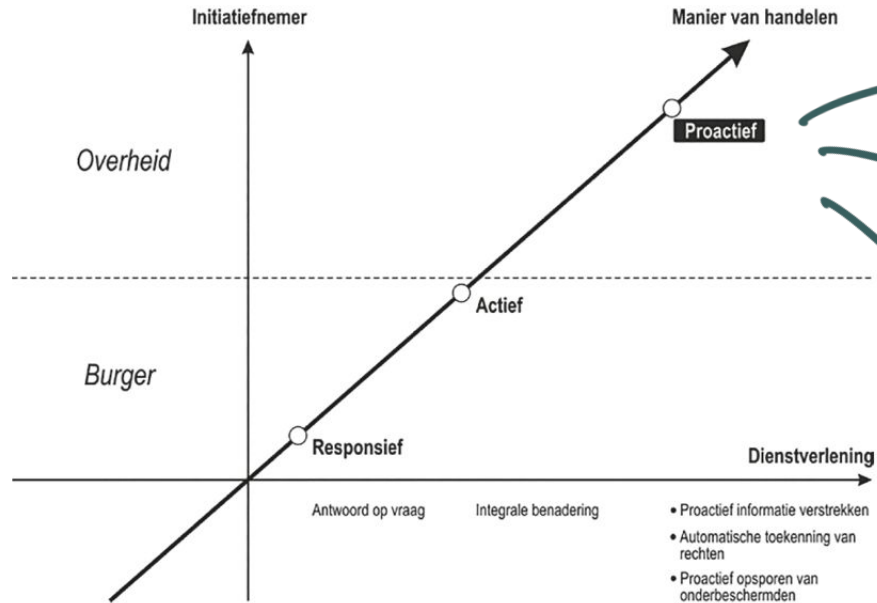 Initiatiefnemer
Manier van handelen
Proactief
Overheid
Actief
Burger
Responsief
Dienstverlening
Antwoord op vraag
Integrale benadering
• Proactief informatie verstrekken
• Automatische toekenning van
rechten
• Proactief opsporen van
onderbeschermden